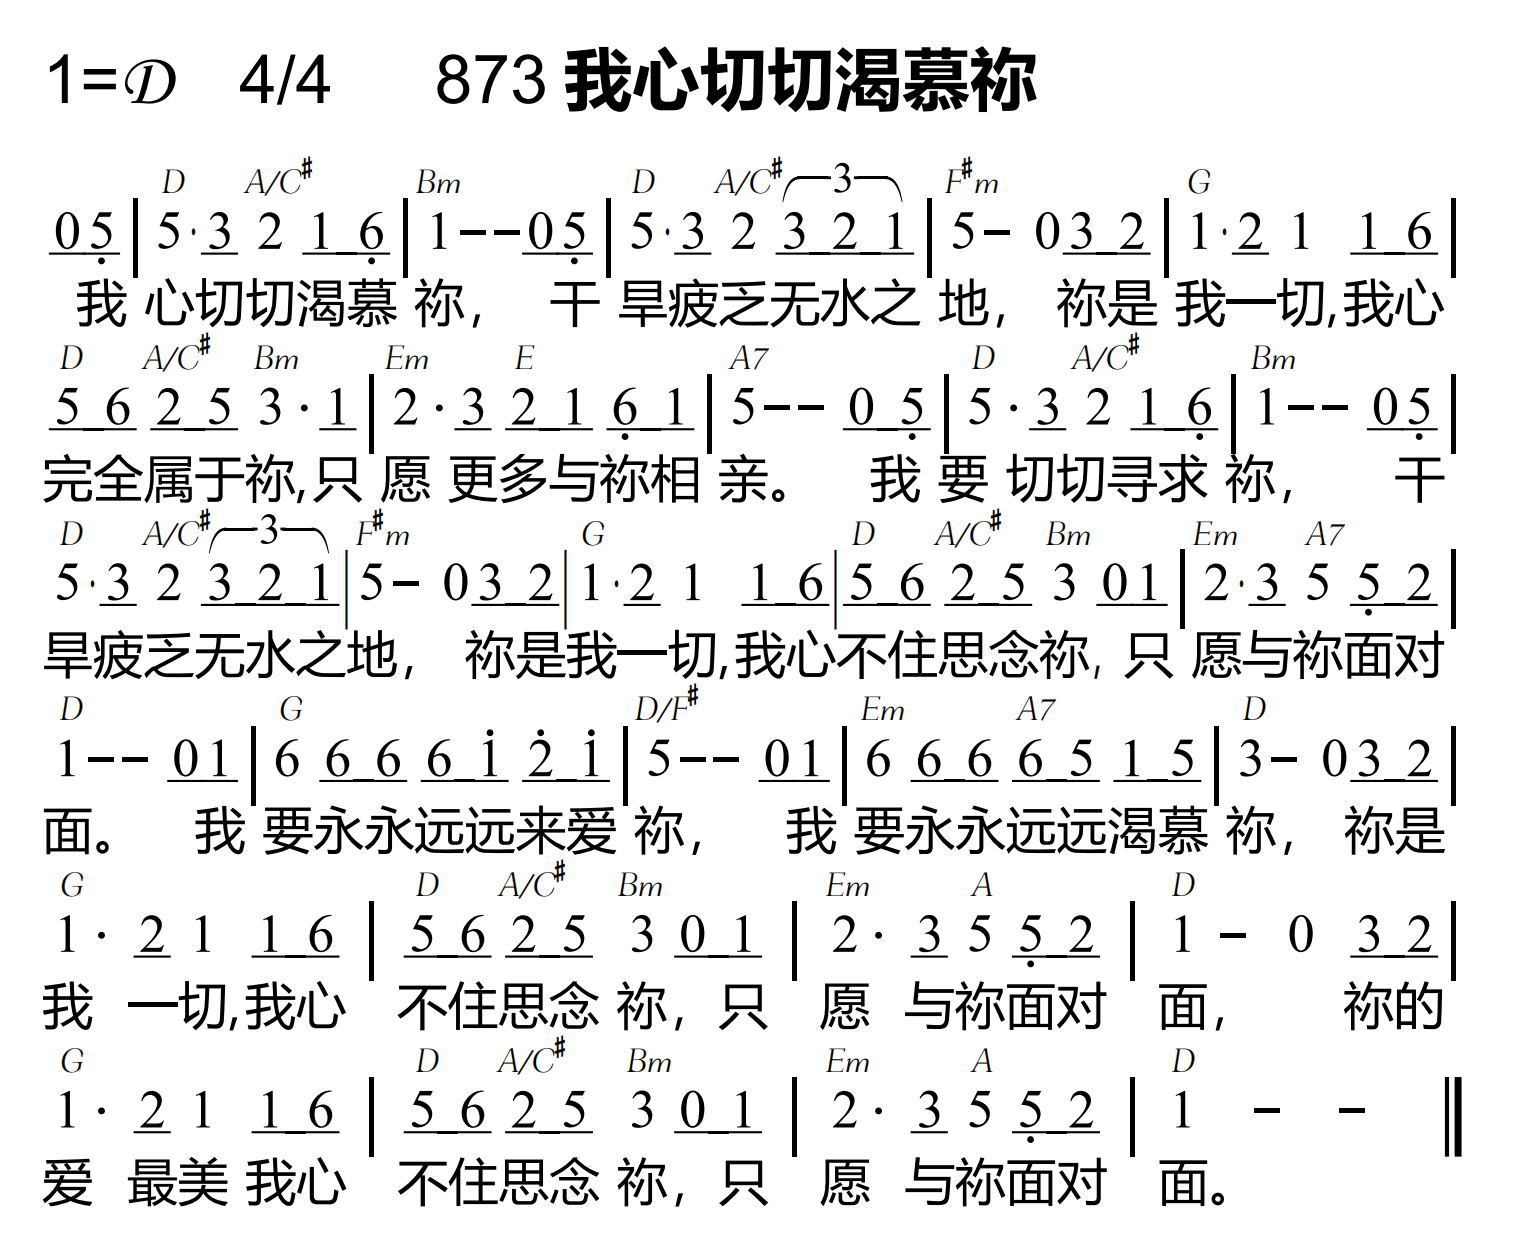 1=D 4/4 873 我心切切渴慕祢
D A/C# Bm D A/C# 3 F#m G
0 5 | 5 · 3 2 1 6 | 1 – – 0 5 | 5 · 3 2 3 2 1 | 5 – 0 3 2 | 1 · 2 1 1 6 |
我 心切切渴慕 祢， 干 旱疲乏无水之 地， 祢是 我一切,我心
D A/C# Bm Em E A7 D A/C# Bm
5 6 2 5 3 · 1 | 2 · 3 2 1 6 1 | 5 – – 0 5 | 5 · 3 2 1 6 | 1 – – 0 5 |
完全属于祢,只 愿 更多与祢相 亲。 我 要 切切寻求 祢， 干
D A/C# 3 F#m G D A/C# Bm Em A7
5 · 3 2 3 2 1 | 5 – 0 3 2 | 1 · 2 1 1 6 | 5 6 2 5 3 0 1 | 2 · 3 5 5 2 |
旱疲乏无水之地， 祢是我一切,我心不住思念祢, 只 愿与祢面对
D G D/F# Em A7 D
1 – – 0 1 | 6 6 6 6 1 2 1 | 5 – – 0 1 | 6 6 6 6 5 1 5 | 3 – 0 3 2 |
面。 我 要永永远远来爱 祢， 我 要永永远远渴慕 祢， 祢是
G D A/C# Bm Em A D
1 · 2 1 1 6 | 5 6 2 5 3 0 1 | 2 · 3 5 5 2 | 1 – 0 3 2 |
我 一切,我心 不住思念 祢，只 愿 与祢面对 面， 祢的
G D A/C# Bm Em A D
1 · 2 1 1 6 | 5 6 2 5 3 0 1 | 2 · 3 5 5 2 | 1 – – ‖
爱 最美 我心 不住思念 祢，只 愿 与祢面对 面。